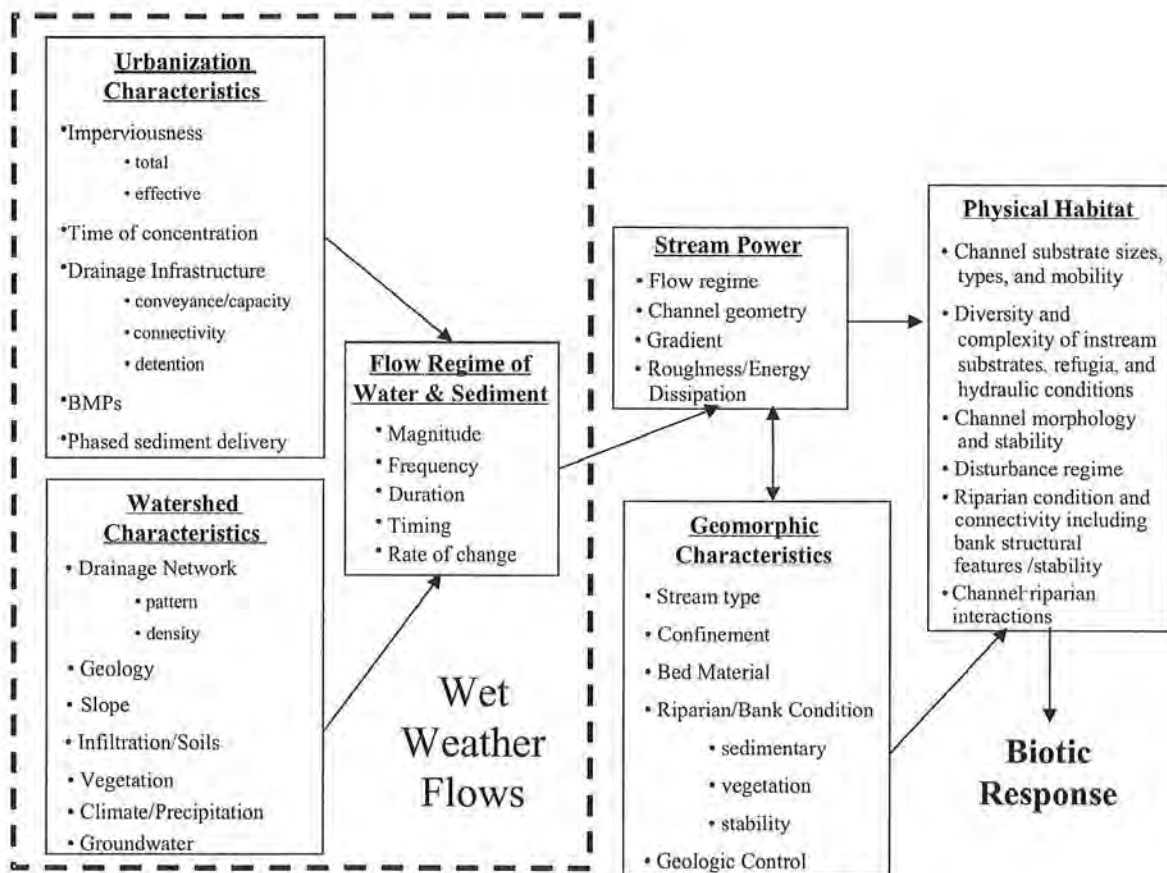 Urbanization
Characteristics
•Imperviousness
• total
• effective
•Time of concentration
•Drainage Infrastructure
• conveyance/capacity
• connectivity
• detention
•BMPs
•Phased sediment delivery
Watershed
Characteristics
• Drainage Network
• pattern
• density
• Geology
• Slope
• Infiltration/Soils
• Vegetation
• Climate/Precipitation
• Groundwater
Flow Regime of
Water & Sediment
• Magnitude
• Frequency
• Duration
• Timing
• Rate of change
Wet
Weather
Flows
Stream Power
• Flow regime
• Channel geometry
• Gradient
• Roughness/Energy
Dissipation
Geomorphic
Characteristics
• Stream type
• Confinement
• Bed Material
• Riparian/Bank Condition
• sedimentary
• vegetation
• stability
• Geologic Control
Physical Habitat
• Channel substrate sizes,
types, and mobility
• Diversity and
complexity of instream
substrates, refugia, and
hydraulic conditions
• Channel morphology
and stability
• Disturbance regime
• Riparian condition and
connectivity including
bank structural
features /stability
• Channel riparian
interactions
Biotic
Response